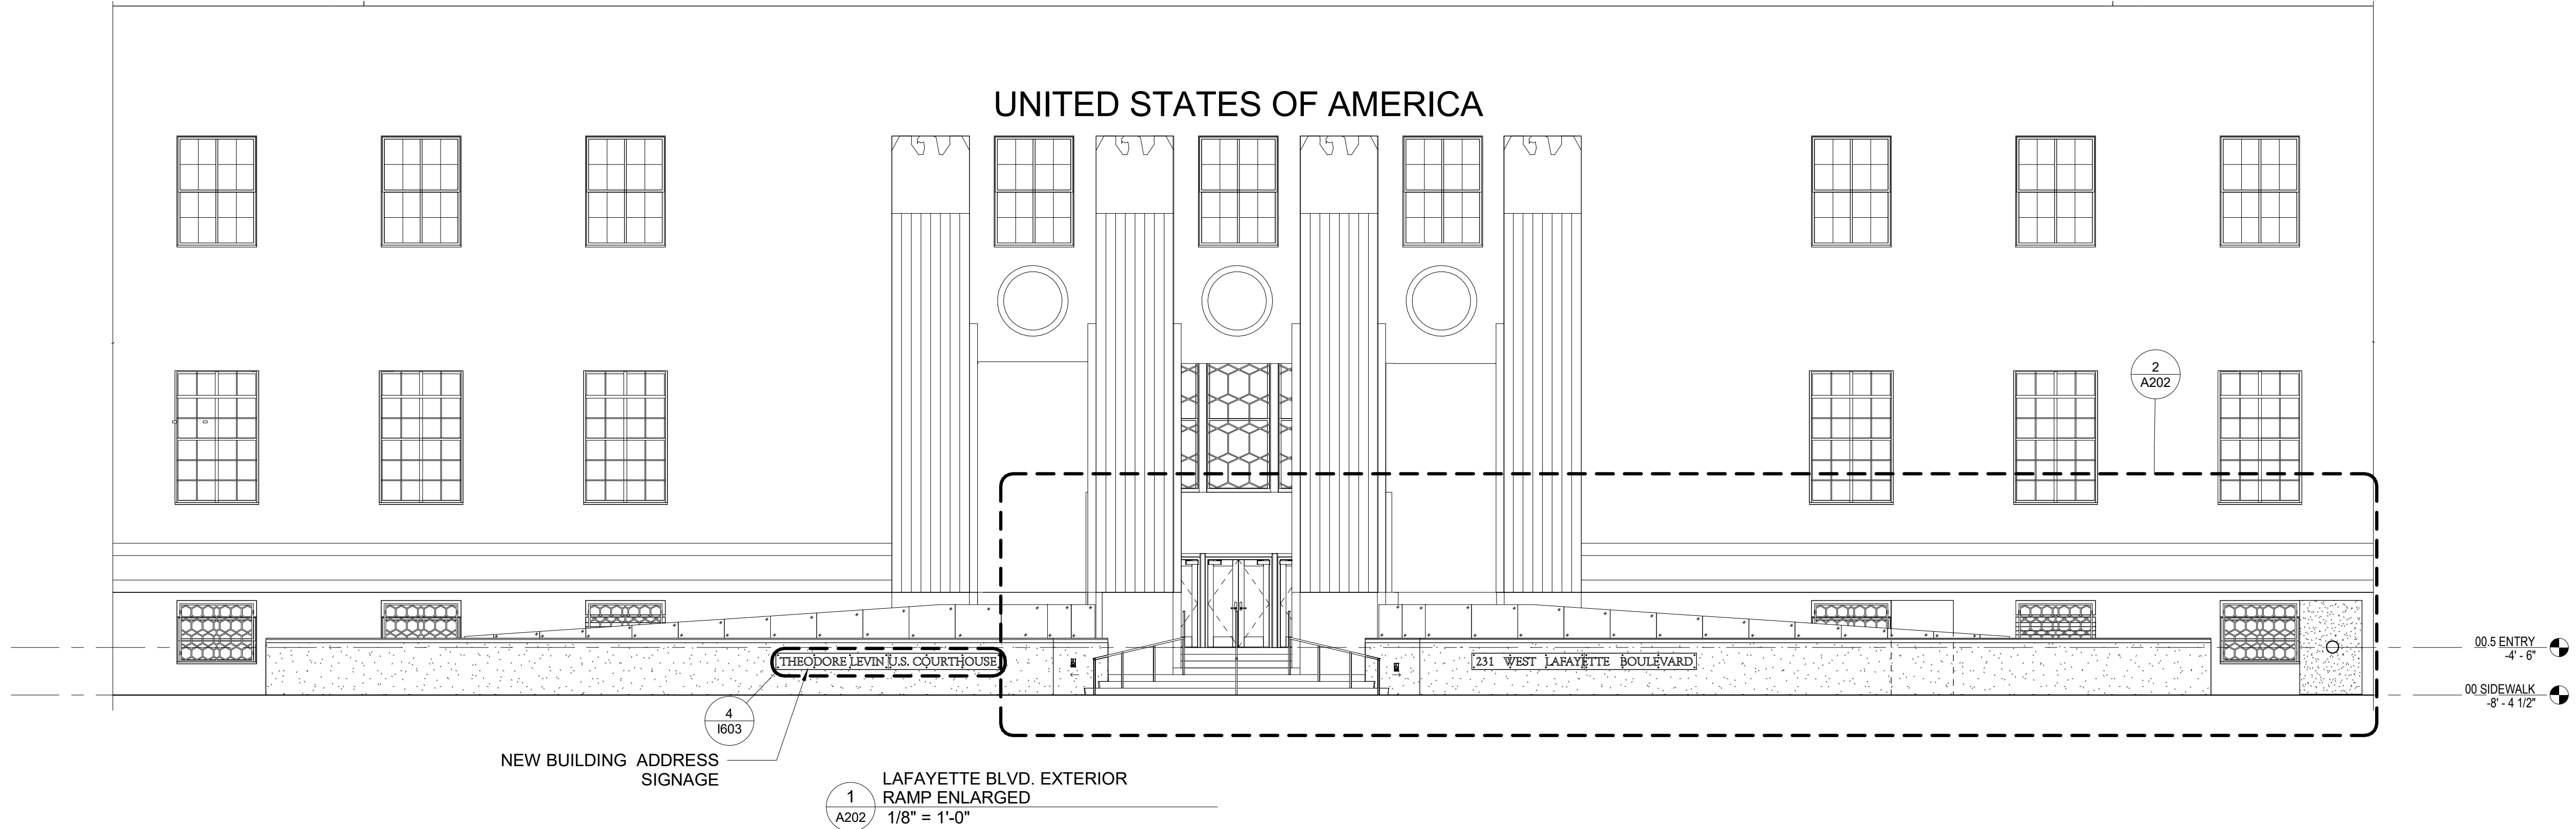 UNITED STATES OF AMERICA
2
A202
THEODORE LEVIN U.S. COURTHOUSE
231 WEST LAFAYETTE BOULEVARD
00.5 ENTRY
-4' - 6"
00 SIDEWALK
-8' - 4 1/2"
4
I603
NEW BUILDING ADDRESS
SIGNAGE
1
A202
LAFAYETTE BLVD. EXTERIOR
RAMP ENLARGED
1/8" = 1'-0"